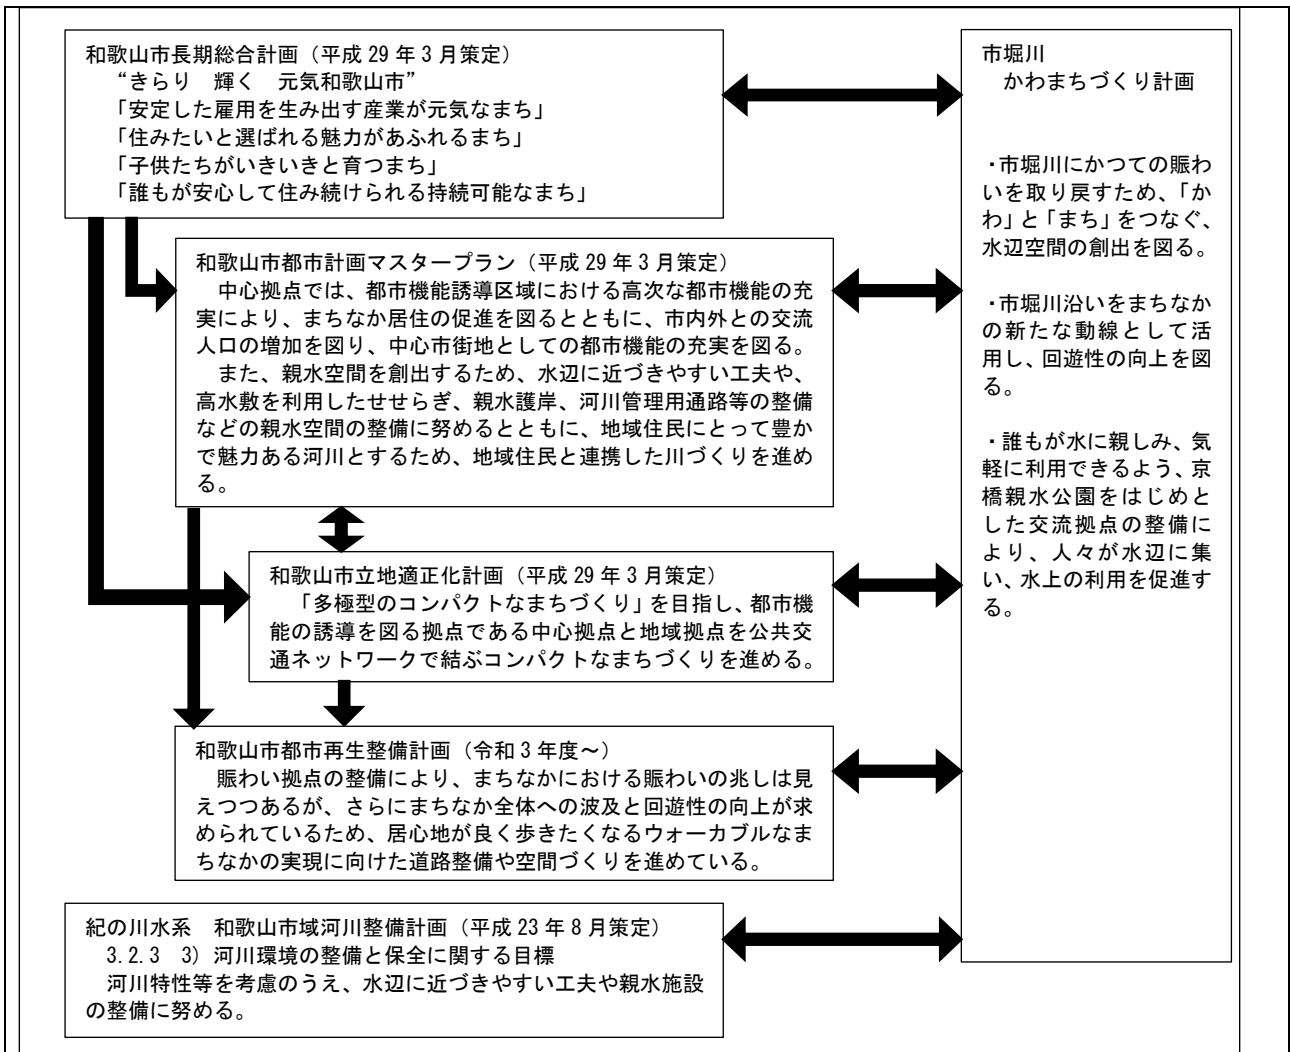 和歌山市長期総合計画（平成 29 年 3 月策定）
“きらり　輝く　元気和歌山市”
「安定した雇用を生み出す産業が元気なまち」
「住みたいと選ばれる魅力があふれるまち」
「子供たちがいきいきと育つまち」
「誰もが安心して住み続けられる持続可能なまち」
和歌山市都市計画マスタープラン（平成 29 年 3 月策定）
中心拠点では、都市機能誘導区域における高次な都市機能の充
実により、まちなか居住の促進を図るとともに、市内外との交流
人口の増加を図り、中心市街地としての都市機能の充実を図る。
また、親水空間を創出するため、水辺に近づきやすい工夫や、
高水敷を利用したせせらぎ、親水護岸、河川管理用通路等の整備
などの親水空間の整備に努めるとともに、地域住民にとって豊か
で魅力ある河川とするため、地域住民と連携した川づくりを進め
る。
和歌山市立地適正化計画（平成 29 年 3 月策定）
「多極型のコンパクトなまちづくり」を目指し、都市機
能の誘導を図る拠点である中心拠点と地域拠点を公共交
通ネットワークで結ぶコンパクトなまちづくりを進める。
和歌山市都市再生整備計画（令和 3 年度～）
賑わい拠点の整備により、まちなかにおける賑わいの兆しは見
えつつあるが、さらにまちなか全体への波及と回遊性の向上が求
められているため、居心地が良く歩きたくなるウォーカブルなま
ちなかの実現に向けた道路整備や空間づくりを進めている。
紀の川水系　和歌山市域河川整備計画（平成 23 年 8 月策定）
3.2.3　3）河川環境の整備と保全に関する目標
河川特性等を考慮のうえ、水辺に近づきやすい工夫や親水施設
の整備に努める。
市堀川
かわまちづくり計画
・市堀川にかつての賑わ
いを取り戻すため、「か
わ」と「まち」をつなぐ、
水辺空間の創出を図る。
・市堀川沿いをまちなか
の新たな動線として活
用し、回遊性の向上を図
る。
・誰もが水に親しみ、気
軽に利用できるよう、京
橋親水公園をはじめと
した交流拠点の整備に
より、人々が水辺に集
い、水上の利用を促進す
る。